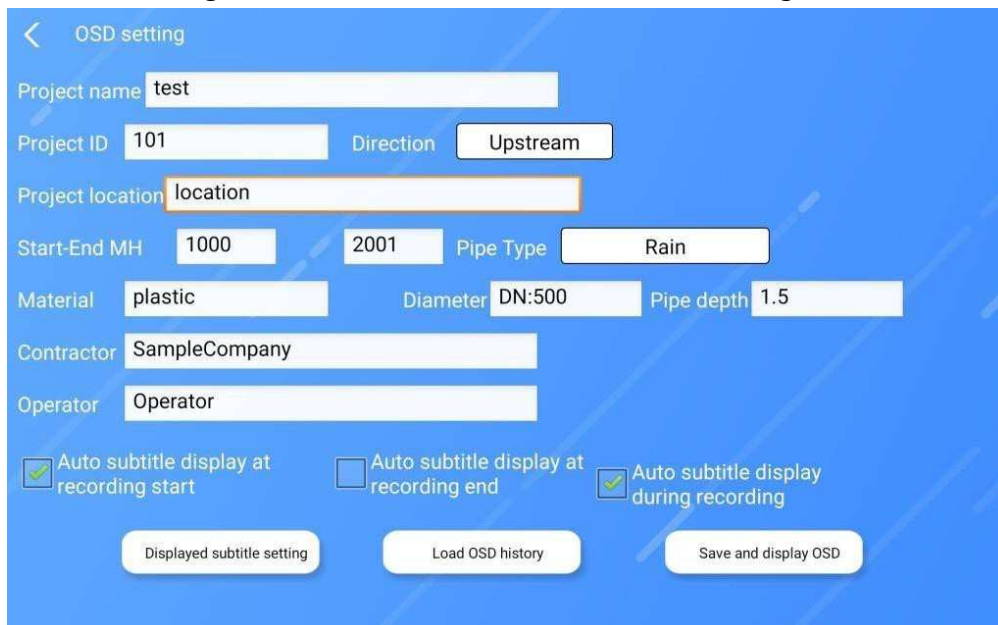 OSD setting
Project name test
Project ID 101 Direction Upstream
Project location location
Start-End MH 1000 2001 Pipe Type Rain
Material plastic Diameter DN:500 Pipe depth 1.5
Contractor SampleCompany
Operator Operator
Auto subtitle display at
recording start
Auto subtitle display at
recording end
Auto subtitle display
during recording
Displayed subtitle setting Load OSD history Save and display OSD